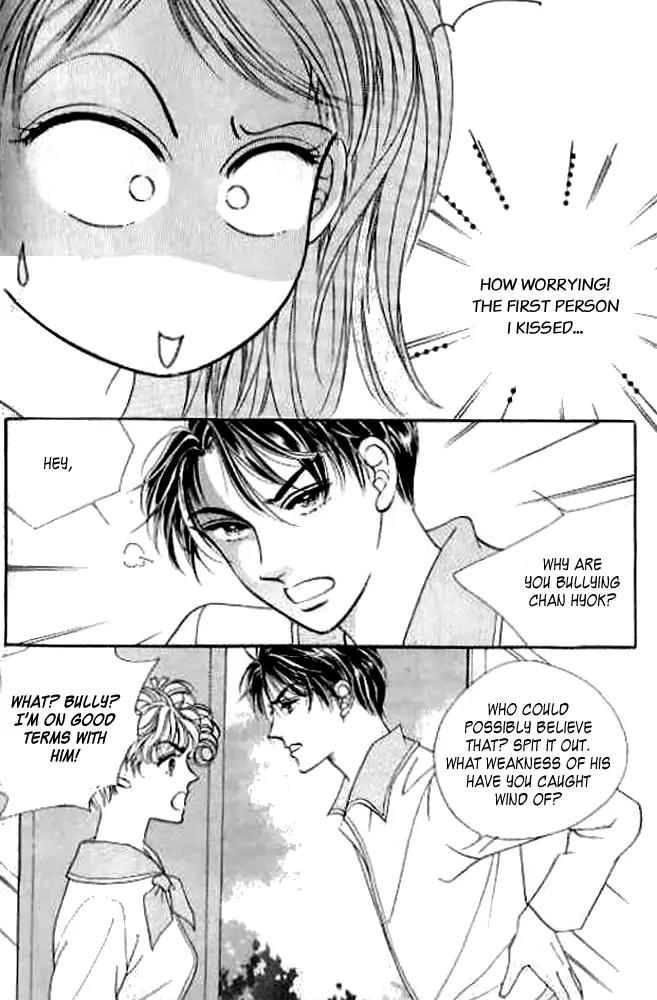 HOW WORRYING!
THE FIRST PERSON
I KISSED...
HEY,
WHY ARE
YOU BULLYING
CHAN HYOK?
WHAT? BULLY?
I'M ON GOOD
TERMS WITH
HIM!
WHO COULD
POSSIBLY BELIEVE
THAT? SPIT IT OUT.
WHAT WEAKNESS OF HIS
HAVE YOU CAUGHT
WIND OF?